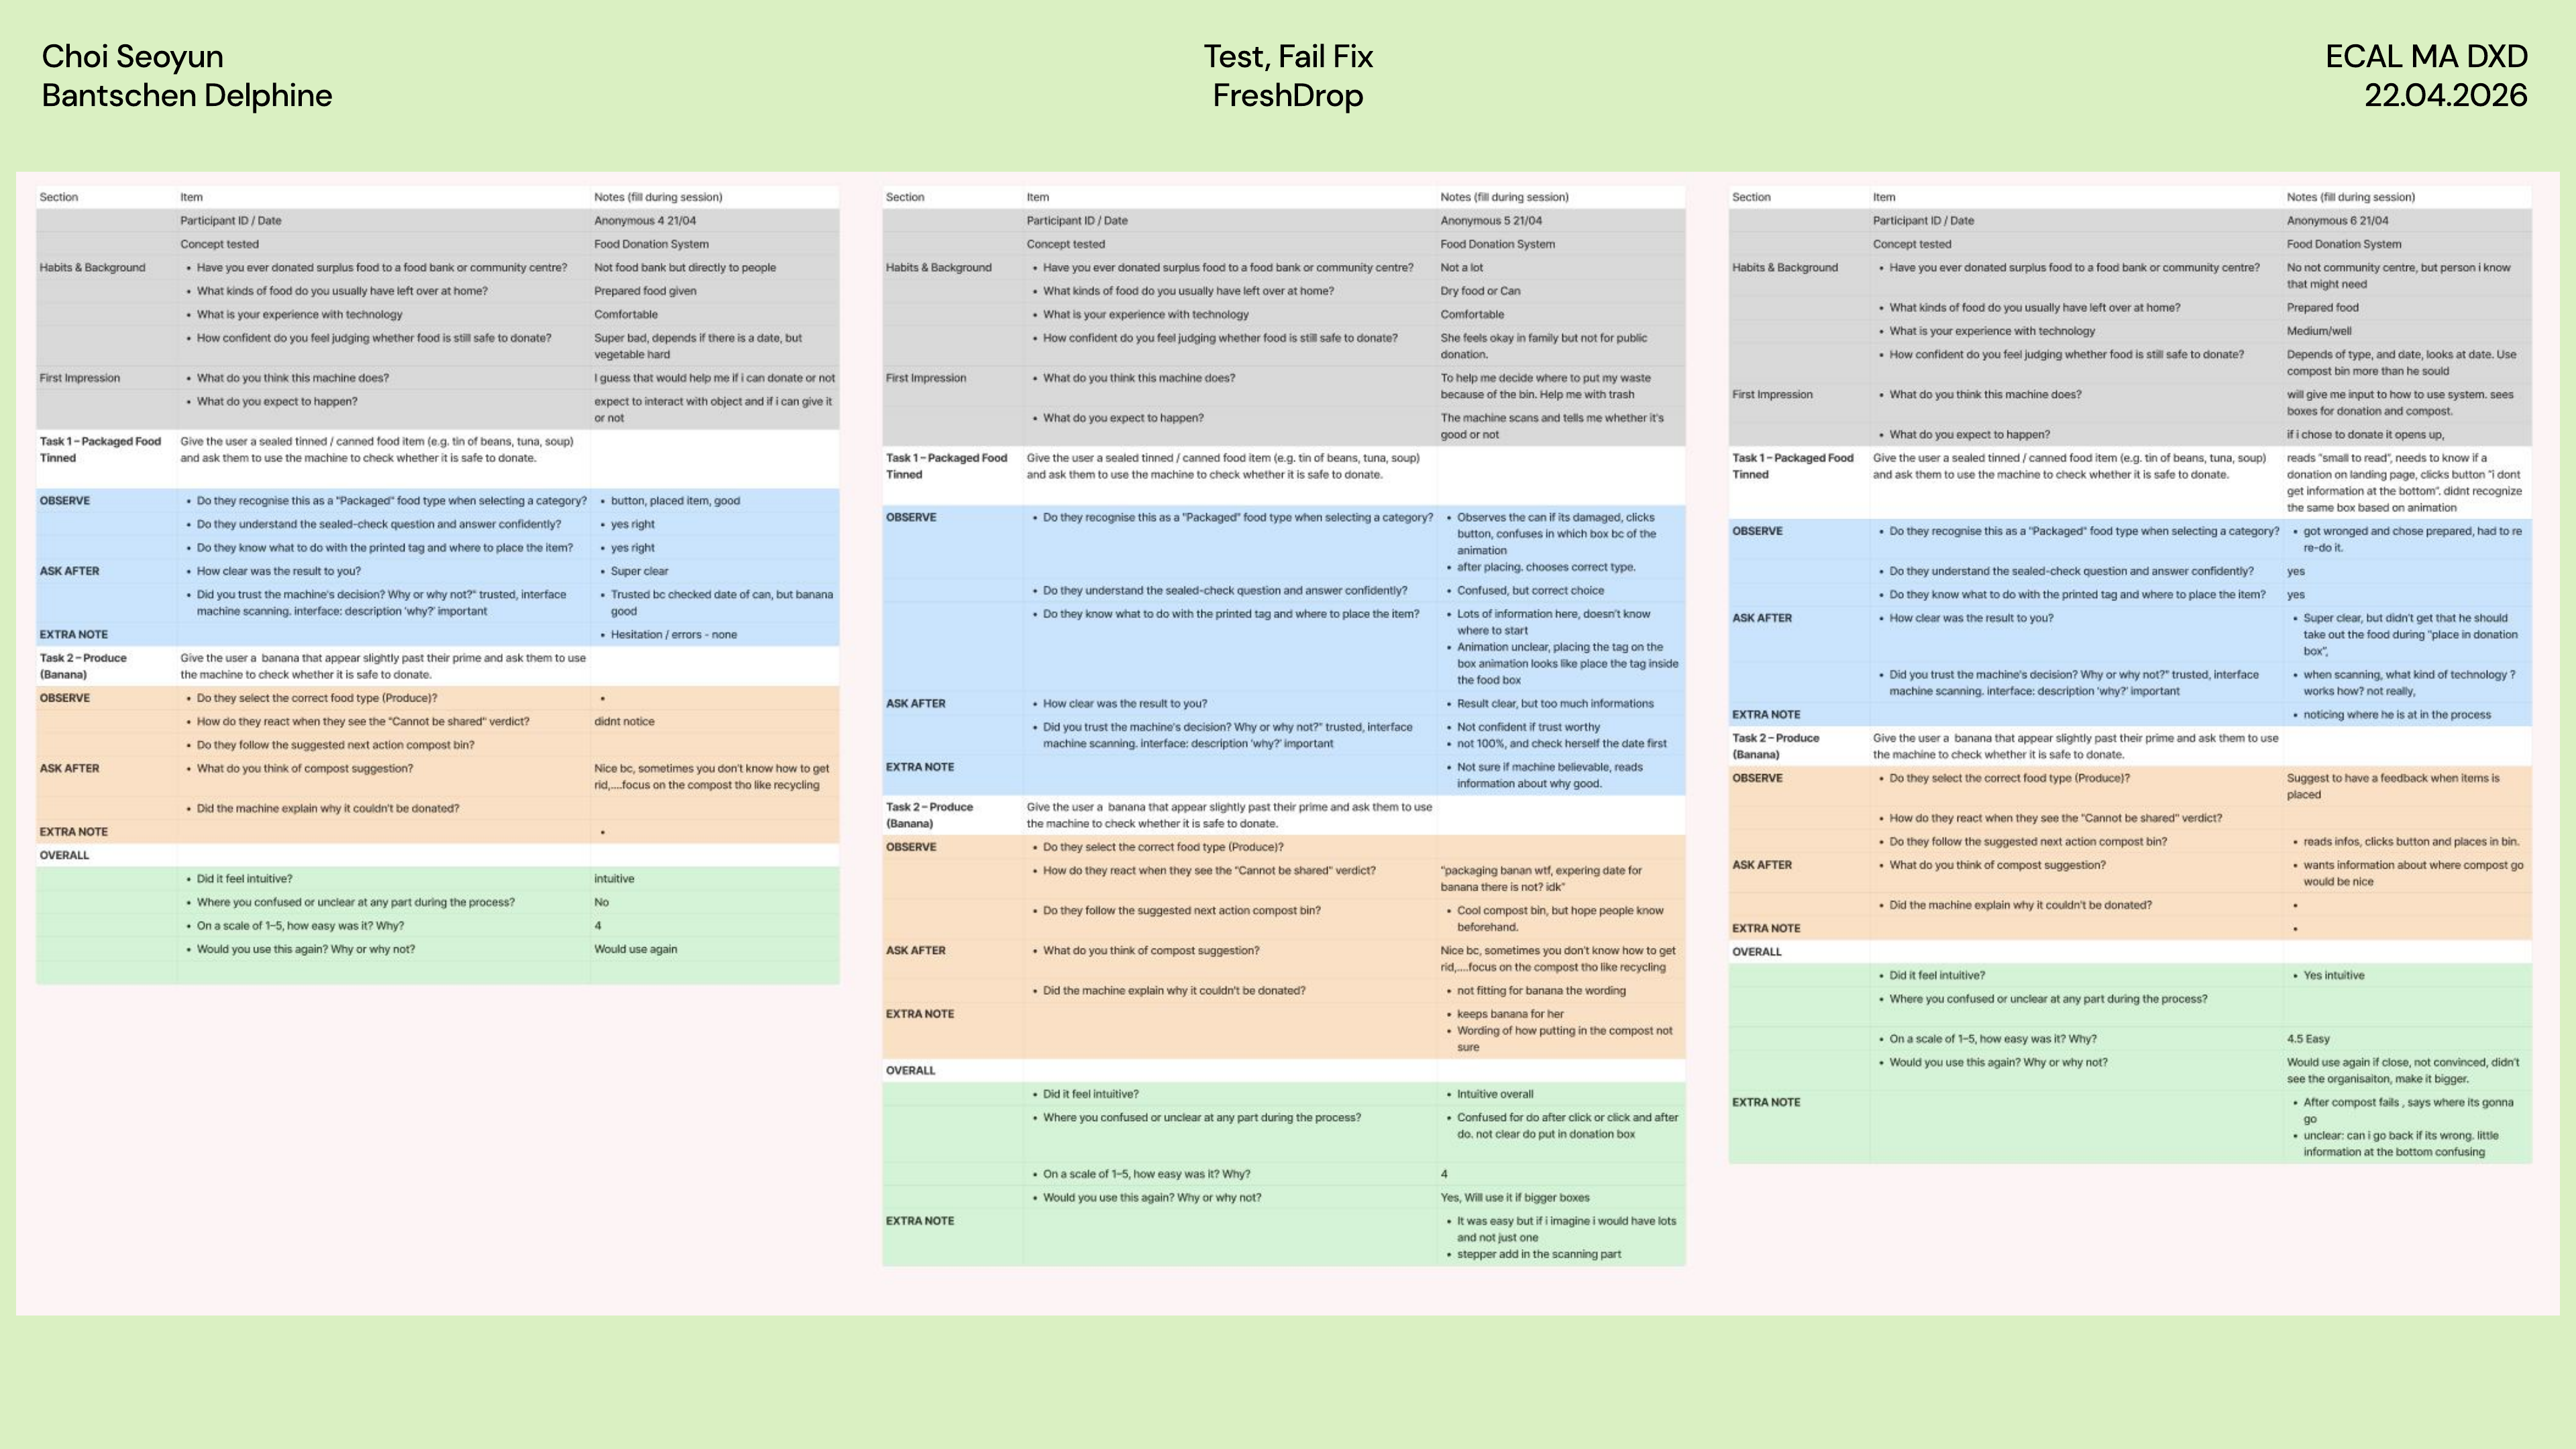 Choi Seoyun
Bantschen Delphine
Test, Fail Fix
FreshDrop
ECAL MA DXD
22.04.2026
Section Item Notes (fill during session)
Participant ID / Date Anonymous 4 21/04
Concept tested Food Donation System
Habits & Background • Have you ever donated surplus food to a food bank or community centre? Not food bank but directly to people
• What kinds of food do you usually have left over at home? Prepared food given
• What is your experience with technology Comfortable
• How confident do you feel judging whether food is still safe to donate? Super bad, depends if there is a date, but
vegetable hard
First Impression • What do you think this machine does? I guess that would help me if i can donate or not
• What do you expect to happen? expect to interact with object and if i can give it
or not
Task 1 – Packaged Food Give the user a sealed tinned / canned food item (e.g. tin of beans, tuna, soup)
Tinned and ask them to use the machine to check whether it is safe to donate.
OBSERVE • Do they recognise this as a "Packaged" food type when selecting a category? • button, placed item, good
• Do they understand the sealed-check question and answer confidently? • yes right
• Do they know what to do with the printed tag and where to place the item? • yes right
ASK AFTER • How clear was the result to you? • Super clear
• Did you trust the machine's decision? Why or why not?" trusted, interface • Trusted bc checked date of can, but banana
machine scanning. interface: description 'why?' important good
EXTRA NOTE • Hesitation / errors - none
Task 2 – Produce Give the user a banana that appear slightly past their prime and ask them to use
(Banana) the machine to check whether it is safe to donate.
OBSERVE • Do they select the correct food type (Produce)? •
• How do they react when they see the "Cannot be shared" verdict? didnt notice
• Do they follow the suggested next action compost bin?
ASK AFTER • What do you think of compost suggestion? Nice bc, sometimes you don't know how to get
rid,....focus on the compost tho like recycling
• Did the machine explain why it couldn't be donated?
EXTRA NOTE •
OVERALL
• Did it feel intuitive? intuitive
• Where you confused or unclear at any part during the process? No
• On a scale of 1–5, how easy was it? Why? 4
• Would you use this again? Why or why not? Would use again
Section Item Notes (fill during session)
Participant ID / Date Anonymous 5 21/04
Concept tested Food Donation System
Habits & Background • Have you ever donated surplus food to a food bank or community centre? Not a lot
• What kinds of food do you usually have left over at home? Dry food or Can
• What is your experience with technology Comfortable
• How confident do you feel judging whether food is still safe to donate? She feels okay in family but not for public
donation.
First Impression • What do you think this machine does? To help me decide where to put my waste
because of the bin. Help me with trash
• What do you expect to happen? The machine scans and tells me whether it's
good or not
Task 1 – Packaged Food Give the user a sealed tinned / canned food item (e.g. tin of beans, tuna, soup)
Tinned and ask them to use the machine to check whether it is safe to donate.
OBSERVE • Do they recognise this as a "Packaged" food type when selecting a category? • Observes the can if its damaged, clicks
button, confuses in which box bc of the
animation
• after placing. chooses correct type.
• Do they understand the sealed-check question and answer confidently? • Confused, but correct choice
• Do they know what to do with the printed tag and where to place the item? • Lots of information here, doesn't know
where to start
• Animation unclear, placing the tag on the
box animation looks like place the tag inside
the food box
ASK AFTER • How clear was the result to you? • Result clear, but too much informations
• Did you trust the machine's decision? Why or why not?" trusted, interface • Not confident if trust worthy
machine scanning. interface: description 'why?' important • not 100%, and check herself the date first
EXTRA NOTE • Not sure if machine believable, reads
information about why good.
Task 2 – Produce Give the user a banana that appear slightly past their prime and ask them to use
(Banana) the machine to check whether it is safe to donate.
OBSERVE • Do they select the correct food type (Produce)?
• How do they react when they see the "Cannot be shared" verdict? "packaging banan wtf, expering date for
banana there is not? idk"
• Do they follow the suggested next action compost bin? • Cool compost bin, but hope people know
beforehand.
ASK AFTER • What do you think of compost suggestion? Nice bc, sometimes you don't know how to get
rid,....focus on the compost tho like recycling
• Did the machine explain why it couldn't be donated? • not fitting for banana the wording
EXTRA NOTE • keeps banana for her
• Wording of how putting in the compost not
sure
OVERALL
• Did it feel intuitive? • Intuitive overall
• Where you confused or unclear at any part during the process? • Confused for do after click or click and after
do. not clear do put in donation box
• On a scale of 1–5, how easy was it? Why? 4
• Would you use this again? Why or why not? Yes, Will use it if bigger boxes
EXTRA NOTE • It was easy but if i imagine i would have lots
and not just one
• stepper add in the scanning part
Section Item Notes (fill during session)
Participant ID / Date Anonymous 6 21/04
Concept tested Food Donation System
Habits & Background • Have you ever donated surplus food to a food bank or community centre? No not community centre, but person i know
that might need
• What kinds of food do you usually have left over at home? Prepared food
• What is your experience with technology Medium/well
• How confident do you feel judging whether food is still safe to donate? Depends of type, and date, looks at date. Use
compost bin more than he sould
First Impression • What do you think this machine does? will give me input to how to use system. sees
boxes for donation and compost.
• What do you expect to happen? if i chose to donate it opens up,
Task 1 – Packaged Food Give the user a sealed tinned / canned food item (e.g. tin of beans, tuna, soup) reads "small to read", needs to know if a
Tinned and ask them to use the machine to check whether it is safe to donate. donation on landing page, clicks button "i dont
get information at the bottom". didnt recognize
the same box based on animation
OBSERVE • Do they recognise this as a "Packaged" food type when selecting a category? • got wronged and chose prepared, had to re
re-do it.
• Do they understand the sealed-check question and answer confidently? yes
• Do they know what to do with the printed tag and where to place the item? yes
ASK AFTER • How clear was the result to you? • Super clear, but didn't get that he should
take out the food during "place in donation
box",
• Did you trust the machine's decision? Why or why not?" trusted, interface • when scanning, what kind of technology ?
machine scanning. interface: description 'why?' important works how? not really,
EXTRA NOTE • noticing where he is at in the process
Task 2 – Produce Give the user a banana that appear slightly past their prime and ask them to use
(Banana) the machine to check whether it is safe to donate.
OBSERVE • Do they select the correct food type (Produce)? Suggest to have a feedback when items is
placed
• How do they react when they see the "Cannot be shared" verdict?
• Do they follow the suggested next action compost bin? • reads infos, clicks button and places in bin.
ASK AFTER • What do you think of compost suggestion? • wants information about where compost go
would be nice
• Did the machine explain why it couldn't be donated? •
EXTRA NOTE •
OVERALL
• Did it feel intuitive? • Yes intuitive
• Where you confused or unclear at any part during the process?
• On a scale of 1–5, how easy was it? Why? 4.5 Easy
• Would you use this again? Why or why not? Would use again if close, not convinced, didn't
see the organisaiton, make it bigger.
EXTRA NOTE • After compost fails , says where its gonna
go
• unclear: can i go back if its wrong. little
information at the bottom confusing